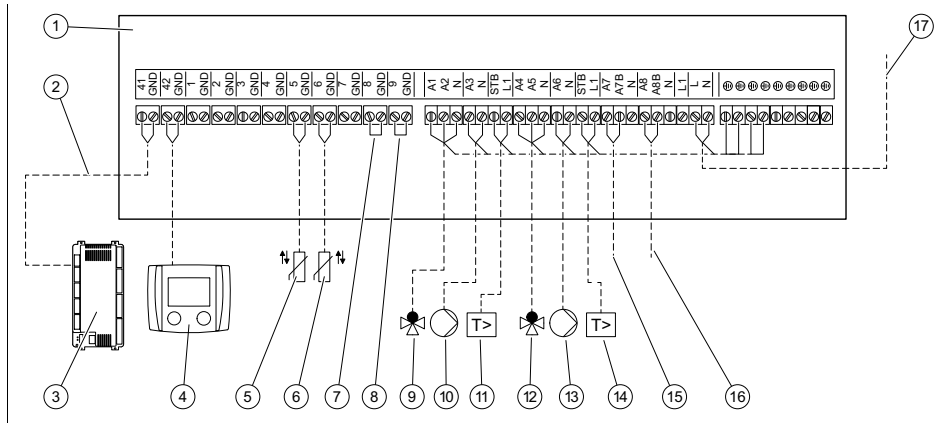 1
17
41 GND 42 GND 1 GND 2 GND 3 GND 4 GND 5 GND 6 GND 7 GND 8 GND 9 GND A1 A2 N A3 N STB L1 A4 A5 N A6 N STB L1 A7 A7B N A8 A8B N L1 L N
2
T> T>
3 4 5 6 7 8 9 10 11 12 13 14 15 16